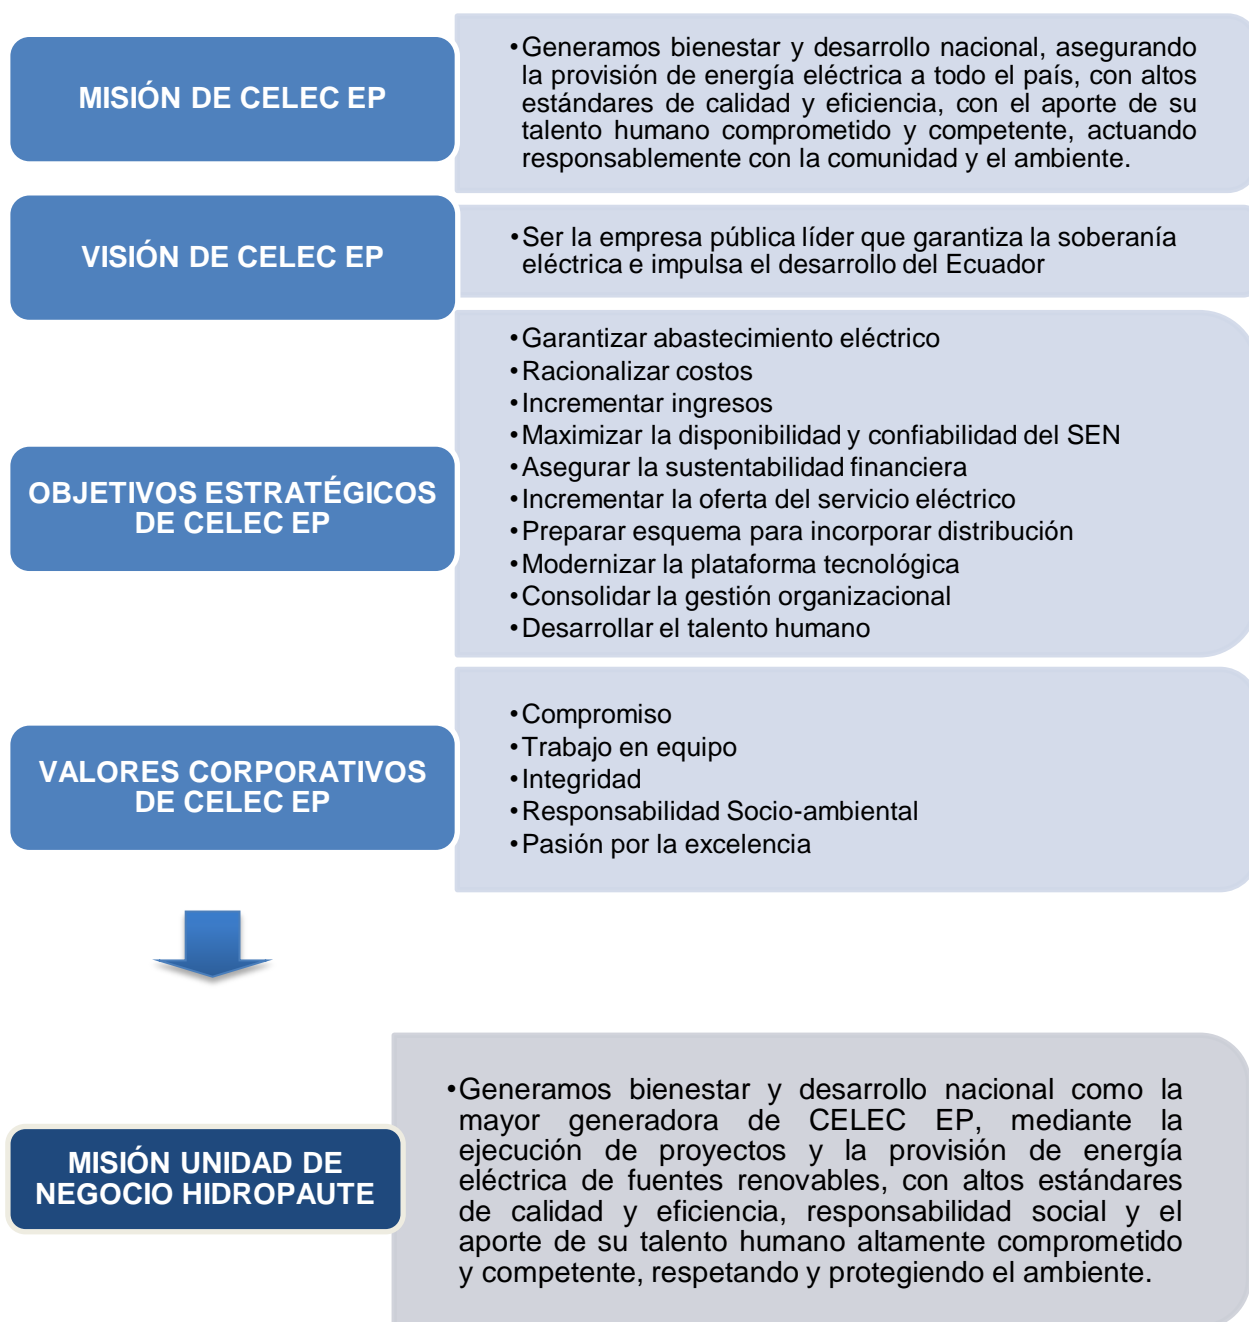 MISIÓN DE CELEC EP
•Generamos bienestar y desarrollo nacional, asegurando
la provisión de energía eléctrica a todo el país, con altos
estándares de calidad y eficiencia, con el aporte de su
talento humano comprometido y competente, actuando
responsablemente con la comunidad y el ambiente.
VISIÓN DE CELEC EP
•Ser la empresa pública líder que garantiza la soberanía
eléctrica e impulsa el desarrollo del Ecuador
OBJETIVOS ESTRATÉGICOS
DE CELEC EP
•Garantizar abastecimiento eléctrico
•Racionalizar costos
•Incrementar ingresos
•Maximizar la disponibilidad y confiabilidad del SEN
•Asegurar la sustentabilidad financiera
•Incrementar la oferta del servicio eléctrico
•Preparar esquema para incorporar distribución
•Modernizar la plataforma tecnológica
•Consolidar la gestión organizacional
•Desarrollar el talento humano
VALORES CORPORATIVOS
DE CELEC EP
•Compromiso
•Trabajo en equipo
•Integridad
•Responsabilidad Socio-ambiental
•Pasión por la excelencia
MISIÓN UNIDAD DE
NEGOCIO HIDROPAUTE
•Generamos bienestar y desarrollo nacional como la
mayor generadora de CELEC EP, mediante la
ejecución de proyectos y la provisión de energía
eléctrica de fuentes renovables, con altos estándares
de calidad y eficiencia, responsabilidad social y el
aporte de su talento humano altamente comprometido
y competente, respetando y protegiendo el ambiente.